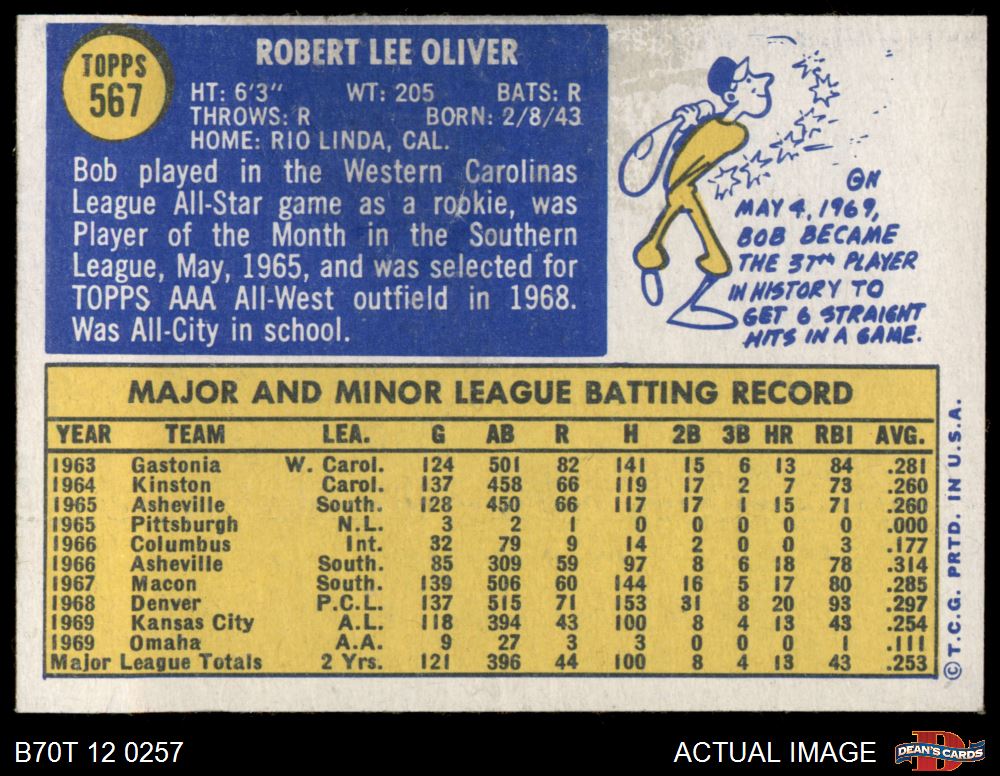 TOPPS
567
ROBERT LEE OLIVER
HT: 6'3" WT: 205 BATS: R
THROWS: R BORN: 2/8/43
HOME: RIO LINDA, CAL.
Bob played in the Western Carolinas
League All-Star game as a rookie, was
Player of the Month in the Southern
League, May, 1965, and was selected for
TOPPS AAA All-West outfield in 1968.
Was All-City in school.
ON
MAY 4, 1969,
BOB BECAME
THE 37TH PLAYER
IN HISTORY TO
GET 6 STRAIGHT
HITS IN A GAME.
MAJOR AND MINOR LEAGUE BATTING RECORD
YEAR TEAM LEA. G AB R H 2B 3B HR RBI AVG.
1963 Gastonia W. Carol. 124 501 82 141 15 6 13 84 .281
1964 Kinston Carol. 137 458 66 119 17 2 7 73 .260
1965 Asheville South. 128 450 66 117 17 1 15 71 .260
1965 Pittsburgh N.L. 3 2 1 0 0 0 0 0 .000
1966 Columbus Int. 32 79 9 14 2 0 0 3 .177
1966 Asheville South. 85 309 59 97 8 6 18 78 .314
1967 Macon South. 139 506 60 144 16 5 17 80 .285
1968 Denver P.C.L. 137 515 71 153 31 8 20 93 .297
1969 Kansas City A.L. 118 394 43 100 8 4 13 43 .254
1969 Omaha A.A. 9 27 3 3 0 0 0 1 .111
Major League Totals 2 Yrs. 121 396 44 100 8 4 13 43 .253
© T.C.G. PRTD. IN U.S.A.
B70T 12 0257
ACTUAL IMAGE
DEAN'S CARDS